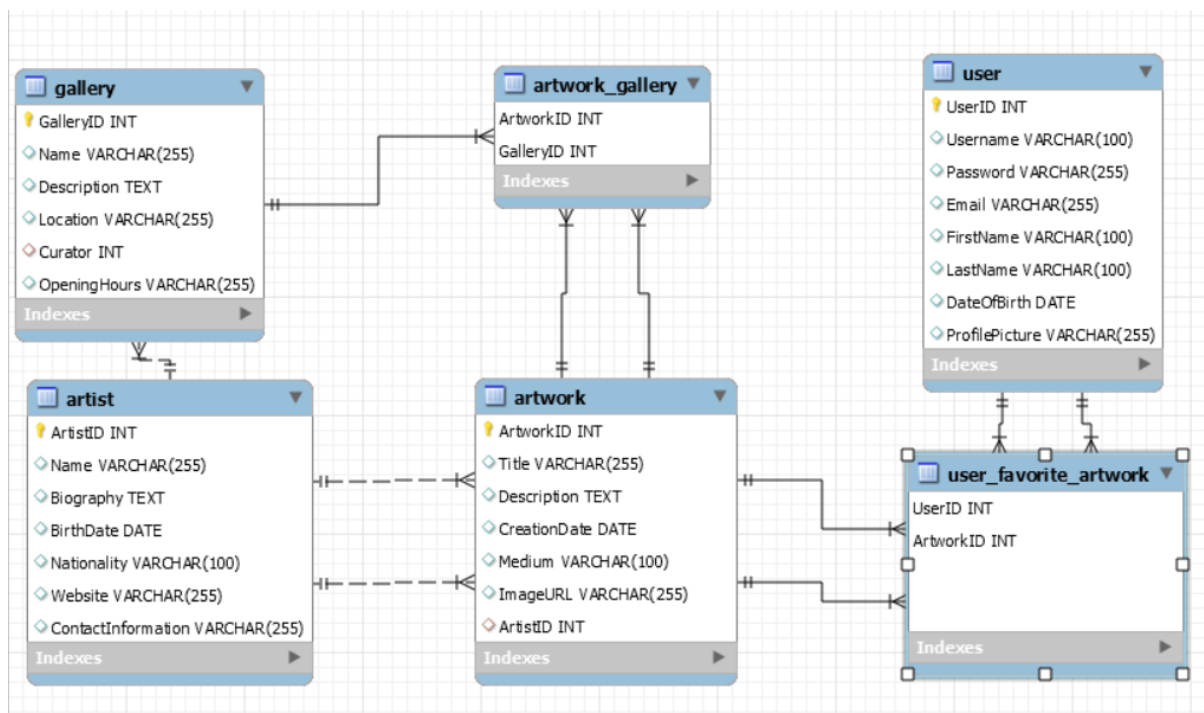 gallery
GalleryID INT
Name VARCHAR(255)
Description TEXT
Location VARCHAR(255)
Curator INT
OpeningHours VARCHAR(255)
Indexes
artwork_gallery
ArtworkID INT
GalleryID INT
Indexes
user
UserID INT
Username VARCHAR(100)
Password VARCHAR(255)
Email VARCHAR(255)
FirstName VARCHAR(100)
LastName VARCHAR(100)
DateOfBirth DATE
ProfilePicture VARCHAR(255)
Indexes
artist
ArtistID INT
Name VARCHAR(255)
Biography TEXT
BirthDate DATE
Nationality VARCHAR(100)
Website VARCHAR(255)
ContactInformation VARCHAR(255)
Indexes
artwork
ArtworkID INT
Title VARCHAR(255)
Description TEXT
CreationDate DATE
Medium VARCHAR(100)
ImageURL VARCHAR(255)
ArtistID INT
Indexes
user_favorite_artwork
UserID INT
ArtworkID INT
Indexes